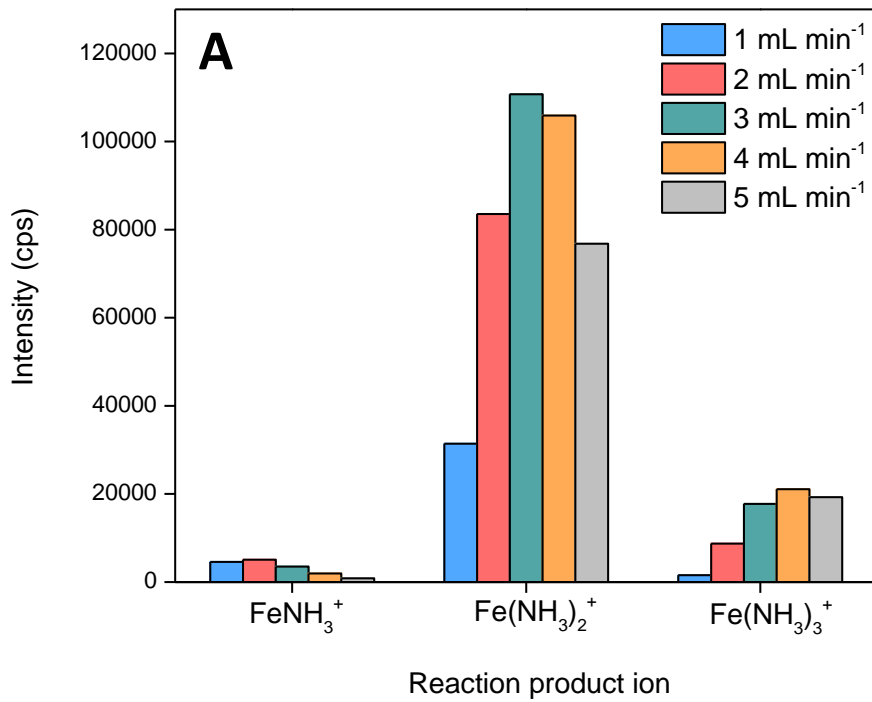 A
1 mL min⁻¹
2 mL min⁻¹
3 mL min⁻¹
4 mL min⁻¹
5 mL min⁻¹
Intensity (cps)
120000
100000
80000
60000
40000
20000
0
FeNH₃⁺ Fe(NH₃)₂⁺ Fe(NH₃)₃⁺
Reaction product ion